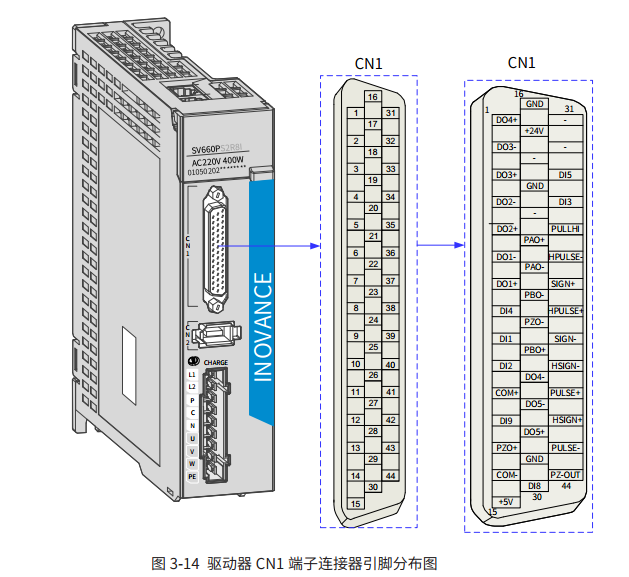 CN1
CN1
SV660PS2R8I
AC220V 400W
01050202********
CN1
CN2
INOVANCE
CHARGE
L1
L2
P
C
N
U
V
W
PE
16
1 31
17
2 32
18
3 33
19
4 34
20
5 35
21
6 36
22
7 37
23
8 38
24
9 39
25
10 40
26
11 41
27
12 42
28
13 43
29
14 44
30
15
16
1 GND 31
DO4+ -
+24V
DO3- -
-
DO3+ DI5
GND
DO2- DI3
-
DO2+ PULLHI
PAO+
DO1- HPULSE-
PAO-
DO1+ SIGN+
PBO-
DI4 HPULSE+
PZO-
DI1 SIGN-
PBO+
DI2 HSIGN-
DO4-
COM+ PULSE+
DO5-
DI9 HSIGN+
DO5+
PZO+ PULSE-
GND
COM- PZ-OUT
DI8 44
+5V 30
15
图 3-14 驱动器 CN1 端子连接器引脚分布图